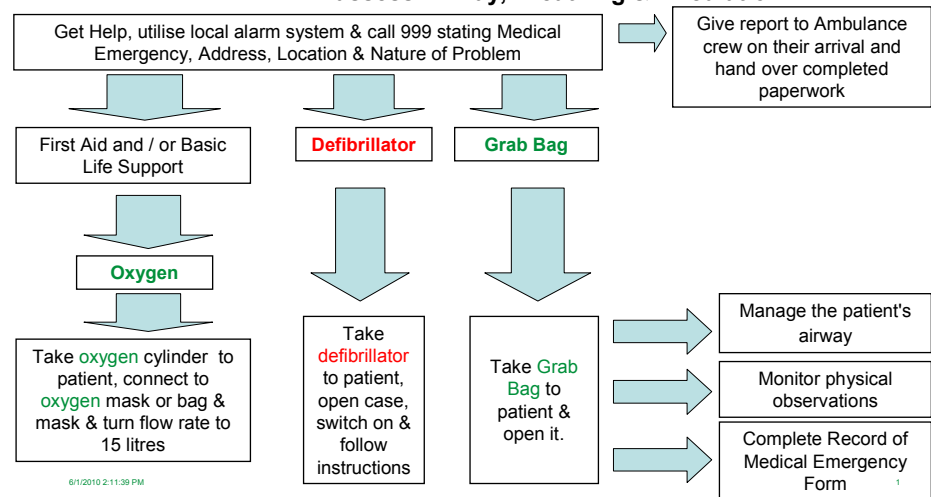 Get Help, utilise local alarm system & call 999 stating Medical
Emergency, Address, Location & Nature of Problem
Give report to Ambulance
crew on their arrival and
hand over completed
paperwork
First Aid and / or Basic
Life Support
Defibrillator
Grab Bag
Oxygen
Take oxygen cylinder to
patient, connect to
oxygen mask or bag &
mask & turn flow rate to
15 litres
Take
defibrillator
to patient,
open case,
switch on &
follow
instructions
Take Grab
Bag to
patient &
open it.
Manage the patient's
airway
Monitor physical
observations
Complete Record of
Medical Emergency
Form
6/1/2010 2:11:39 PM
1